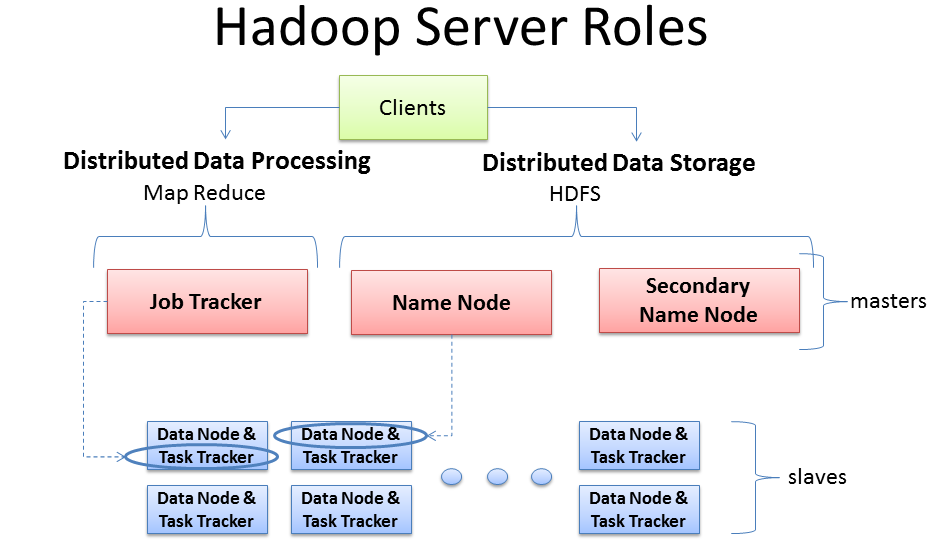 Hadoop Server Roles
Clients
Distributed Data Processing
Map Reduce
Distributed Data Storage
HDFS
Job Tracker
Name Node
Secondary
Name Node
masters
Data Node &
Task Tracker
Data Node &
Task Tracker
Data Node &
Task Tracker
slaves
Data Node &
Task Tracker
Data Node &
Task Tracker
Data Node &
Task Tracker